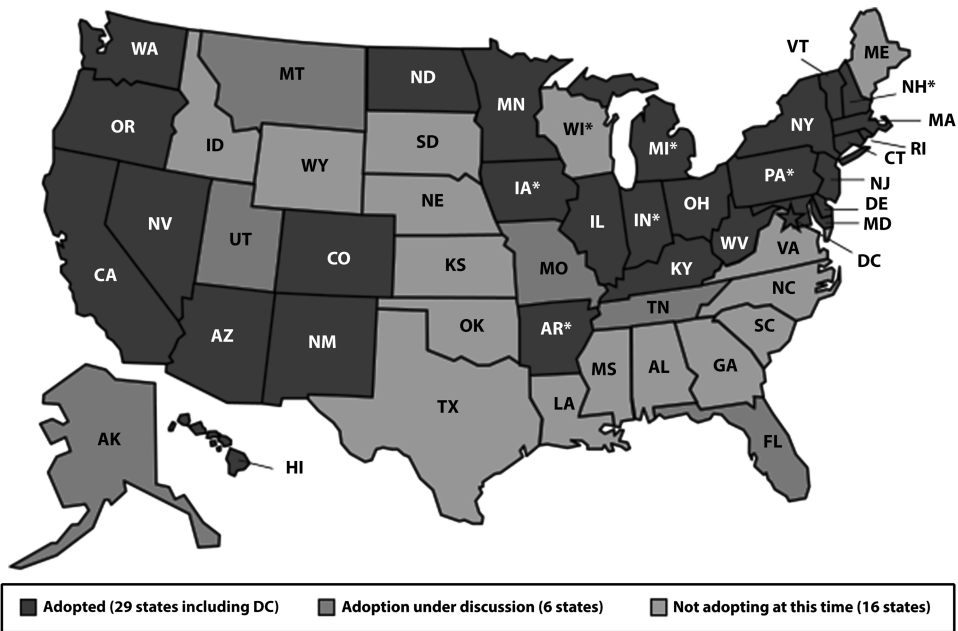 WA
MT
ND
MN
ME
VT
NH*
OR
ID
SD
WI*
MI*
NY
MA
RI
CT
WY
NE
IA*
PA*
NJ
DE
MD
DC
NV
UT
CO
KS
MO
IL
IN*
OH
WV
KY
VA
CA
AZ
NM
OK
AR*
TN
NC
SC
TX
LA
MS
AL
GA
FL
AK
HI
Adopted (29 states including DC)
Adoption under discussion (6 states)
Not adopting at this time (16 states)